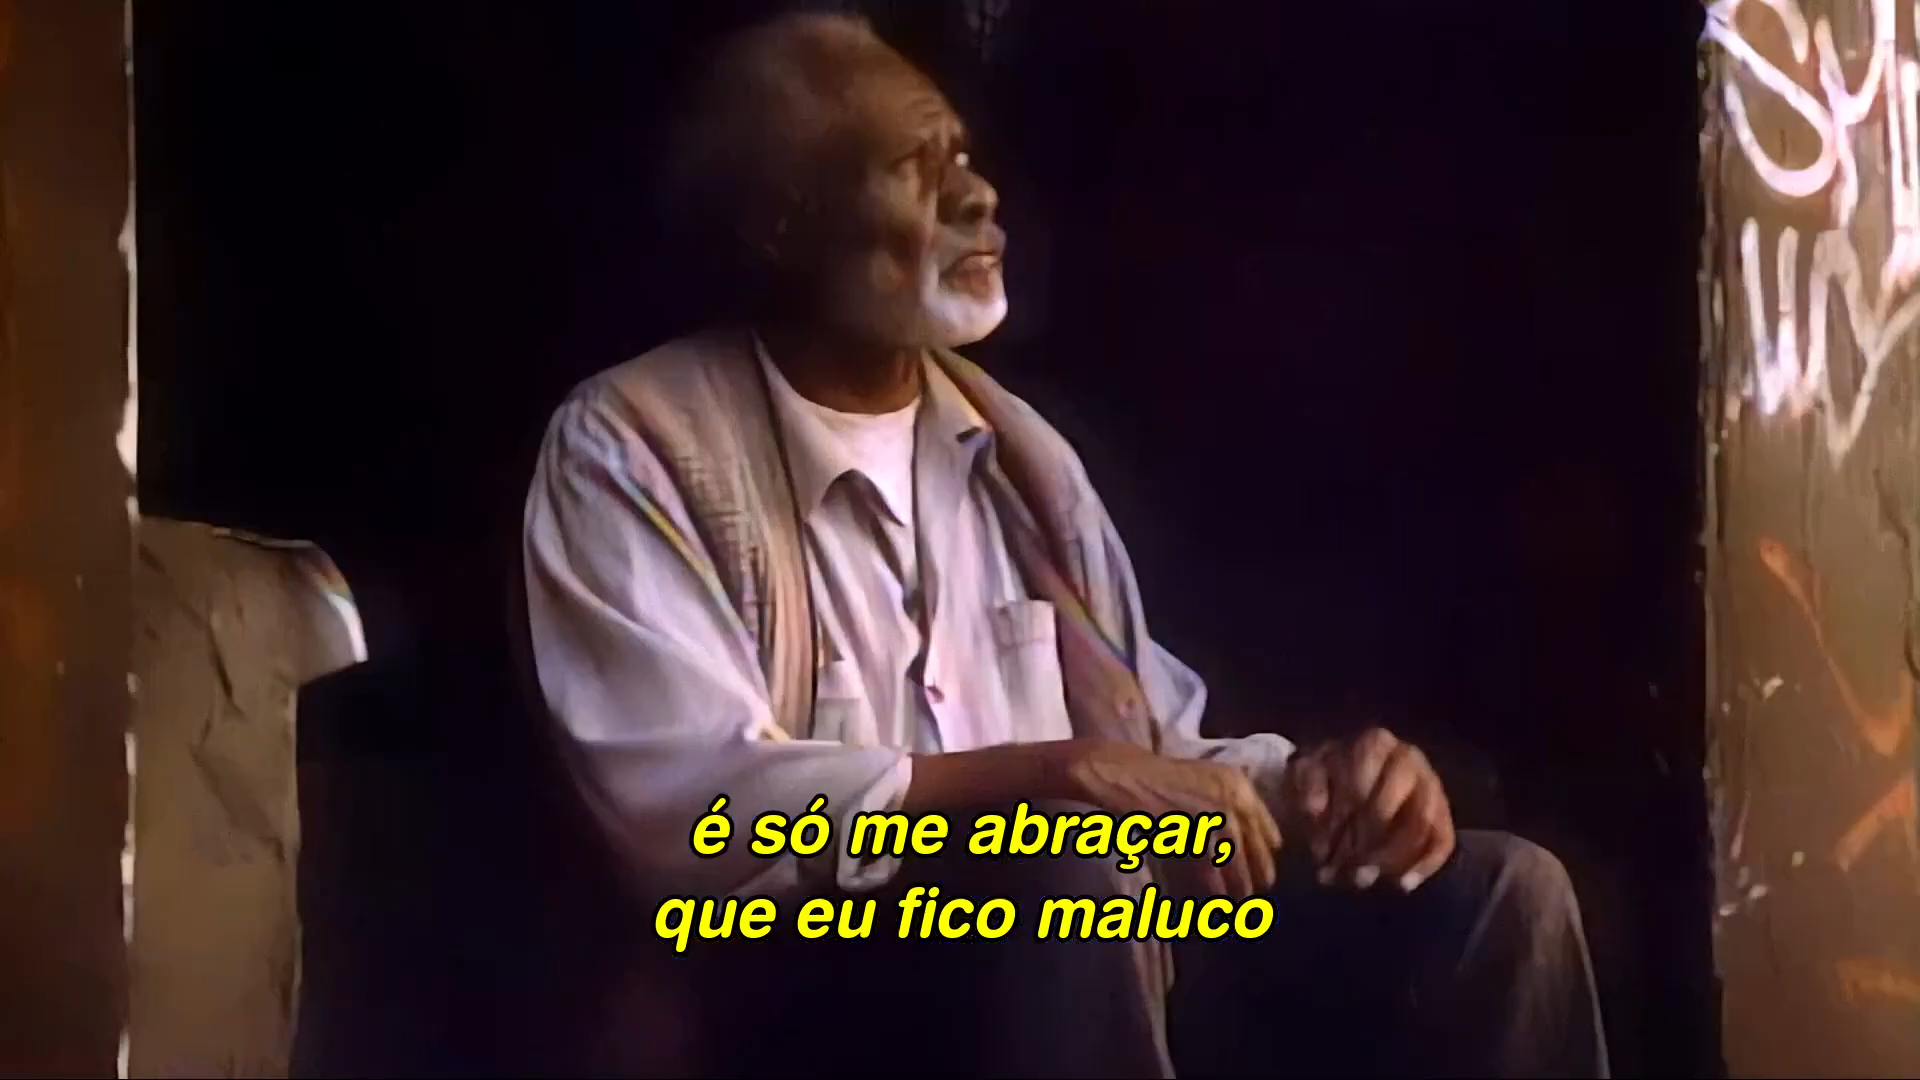 é só me abraçar,
que eu fico maluco